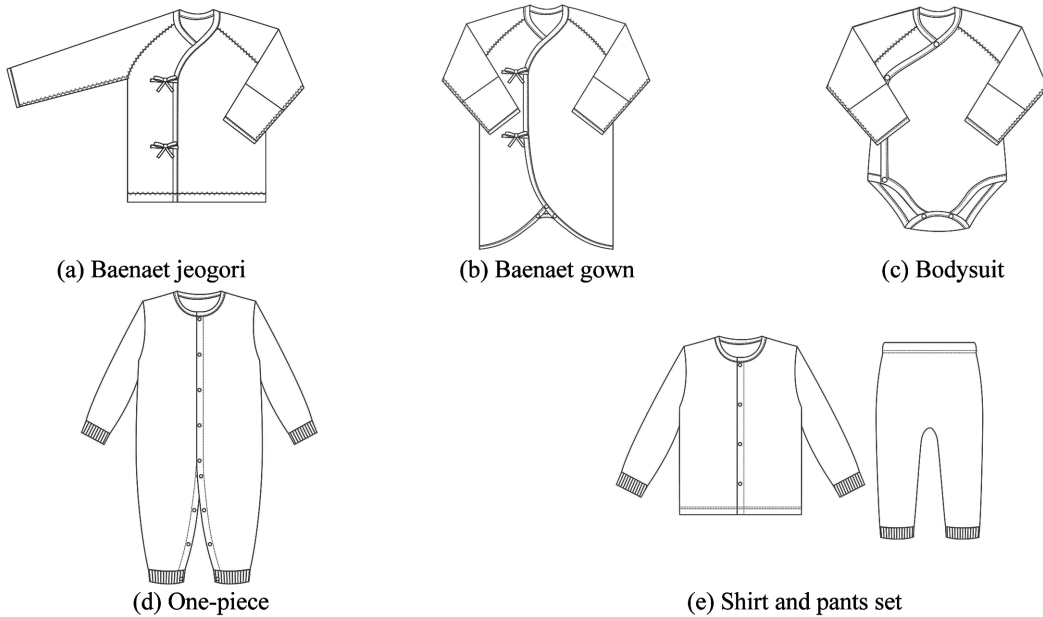 (a) Baenaet jeogori
(b) Baenaet gown
(c) Bodysuit
(d) One-piece
(e) Shirt and pants set